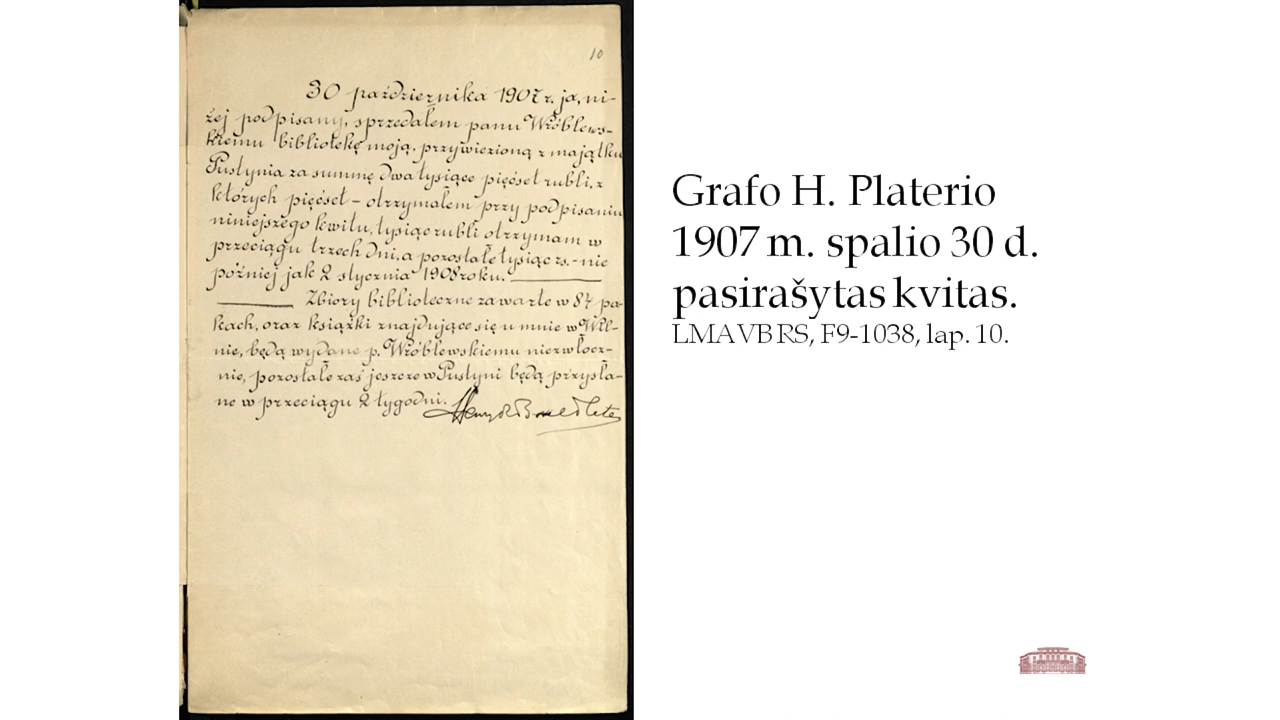 10
30 października 1907 r. ja, ni-
żej podpisany, sprzedałem panu Wróblews-
kiemu bibliotekę moją, przywiezioną z majątku
Pustynia za summę dwa tysiące pięćset rubli, z
których pięćset – otrzymałem przy podpisaniu
niniejszego kwitu, tysiąc rubli otrzymam w
przeciągu trzech dni, a pozostałe tysiąc rs. – nie
później jak 2 stycznia 1908 roku.
Zbiory biblioteczne zawarte w 87 pa-
kach, oraz książki znajdujące się u mnie w Wil-
nie, będą wydane p. Wróblewskiemu niezwłocz-
nie, pozostałe zaś jeszcze w Pustyni będą przysła-
ne w przeciągu 2 tygodni.
Grafo H. Platerio
1907 m. spalio 30 d.
pasirašytas kvitas.
LMAVB RS, F9-1038, lap. 10.